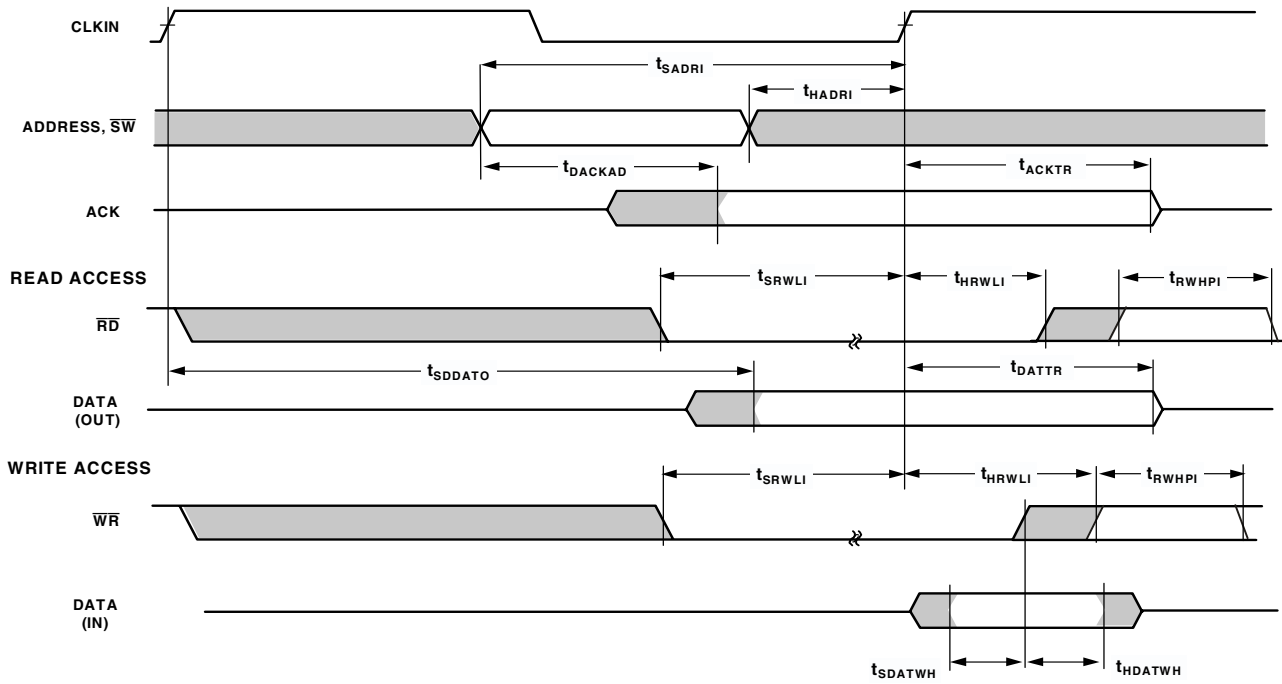 CLKIN
tSADRI
tHADRI
ADDRESS, SW
tDACKAD
tACKTR
ACK
READ ACCESS
tSRWLI
tHRWLI
tRWHPI
RD
tSDDATO
tDATTR
DATA
(OUT)
WRITE ACCESS
tSRWLI
tHRWLI
tRWHPI
WR
DATA
(IN)
tSDATWH
tHDATWH